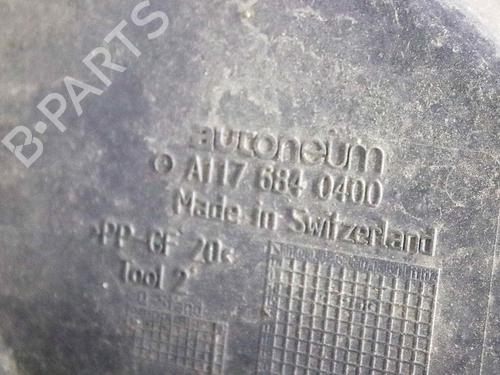 B-PARTS
autoneum
A117 684 0400
Made in Switzerland
>PP-GF 20<
Tool 2